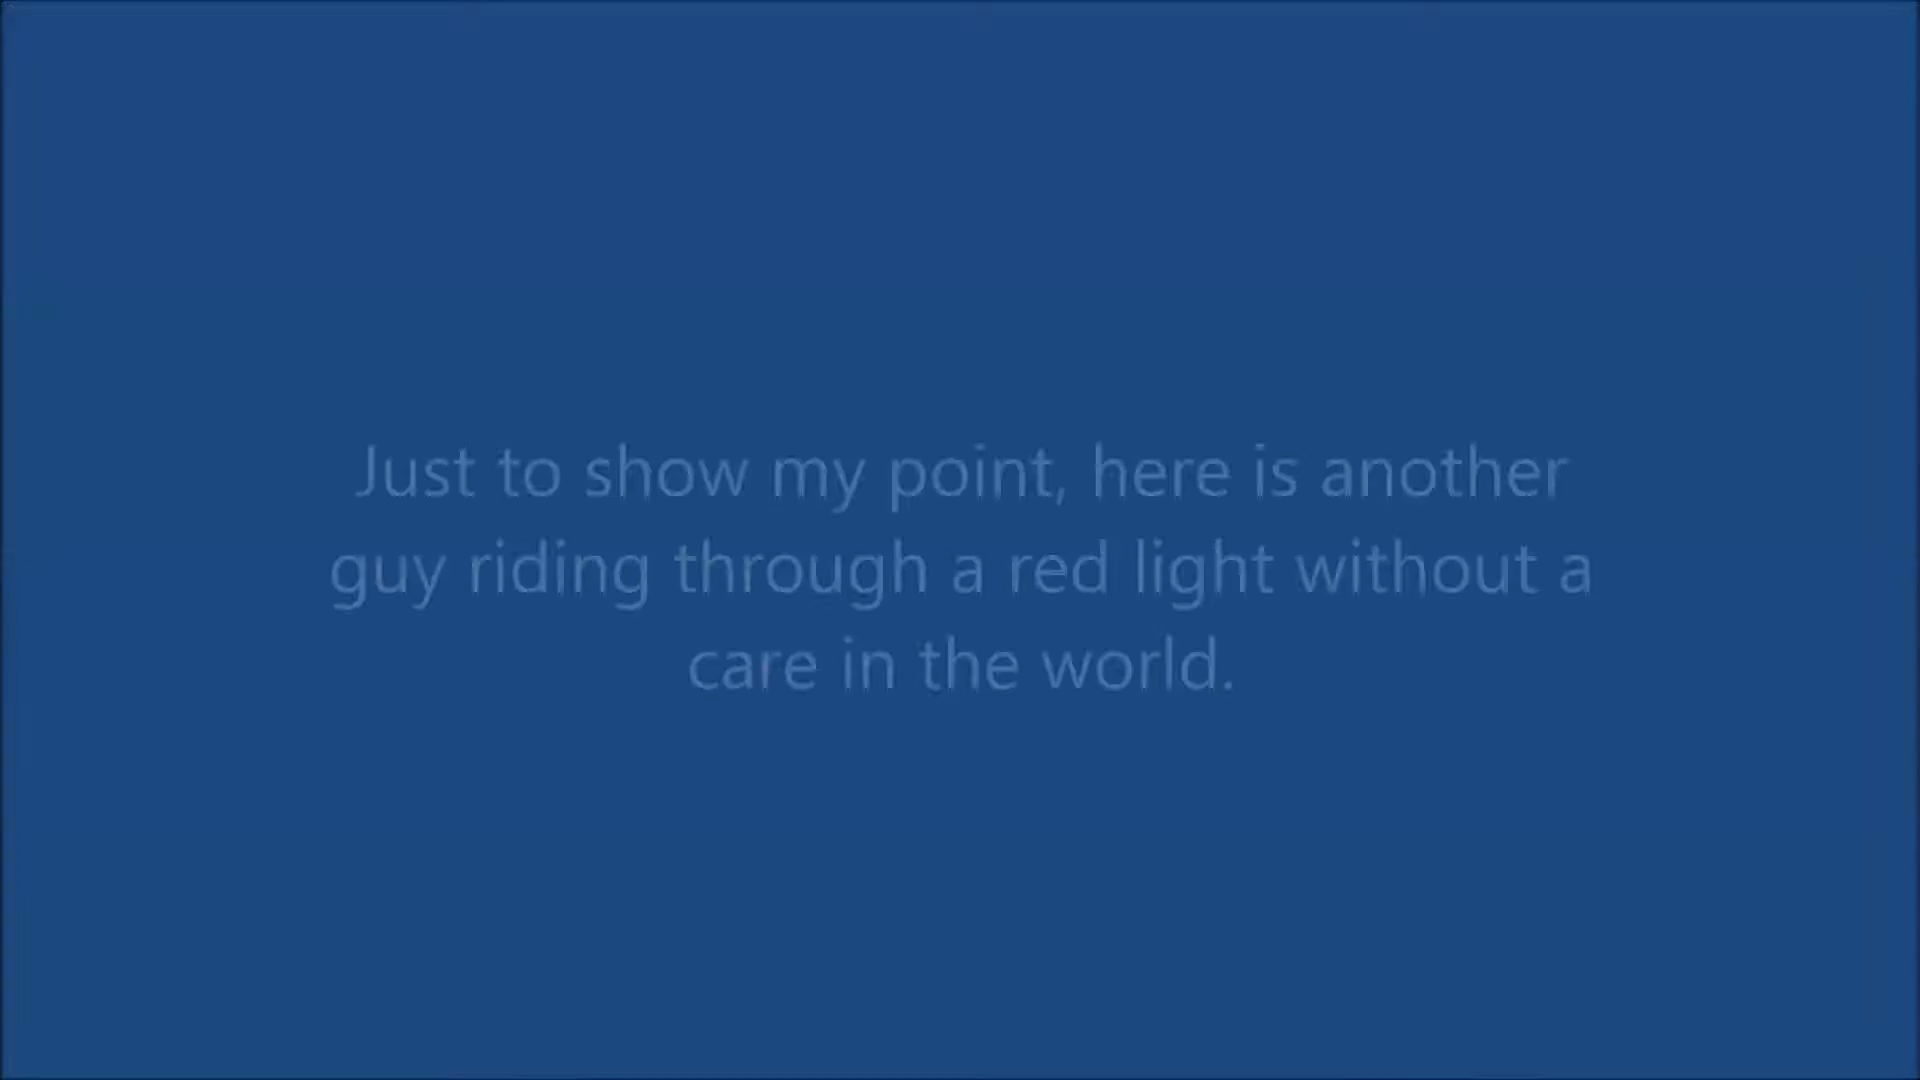 Just to show my point, here is another
guy riding through a red light without a
care in the world.